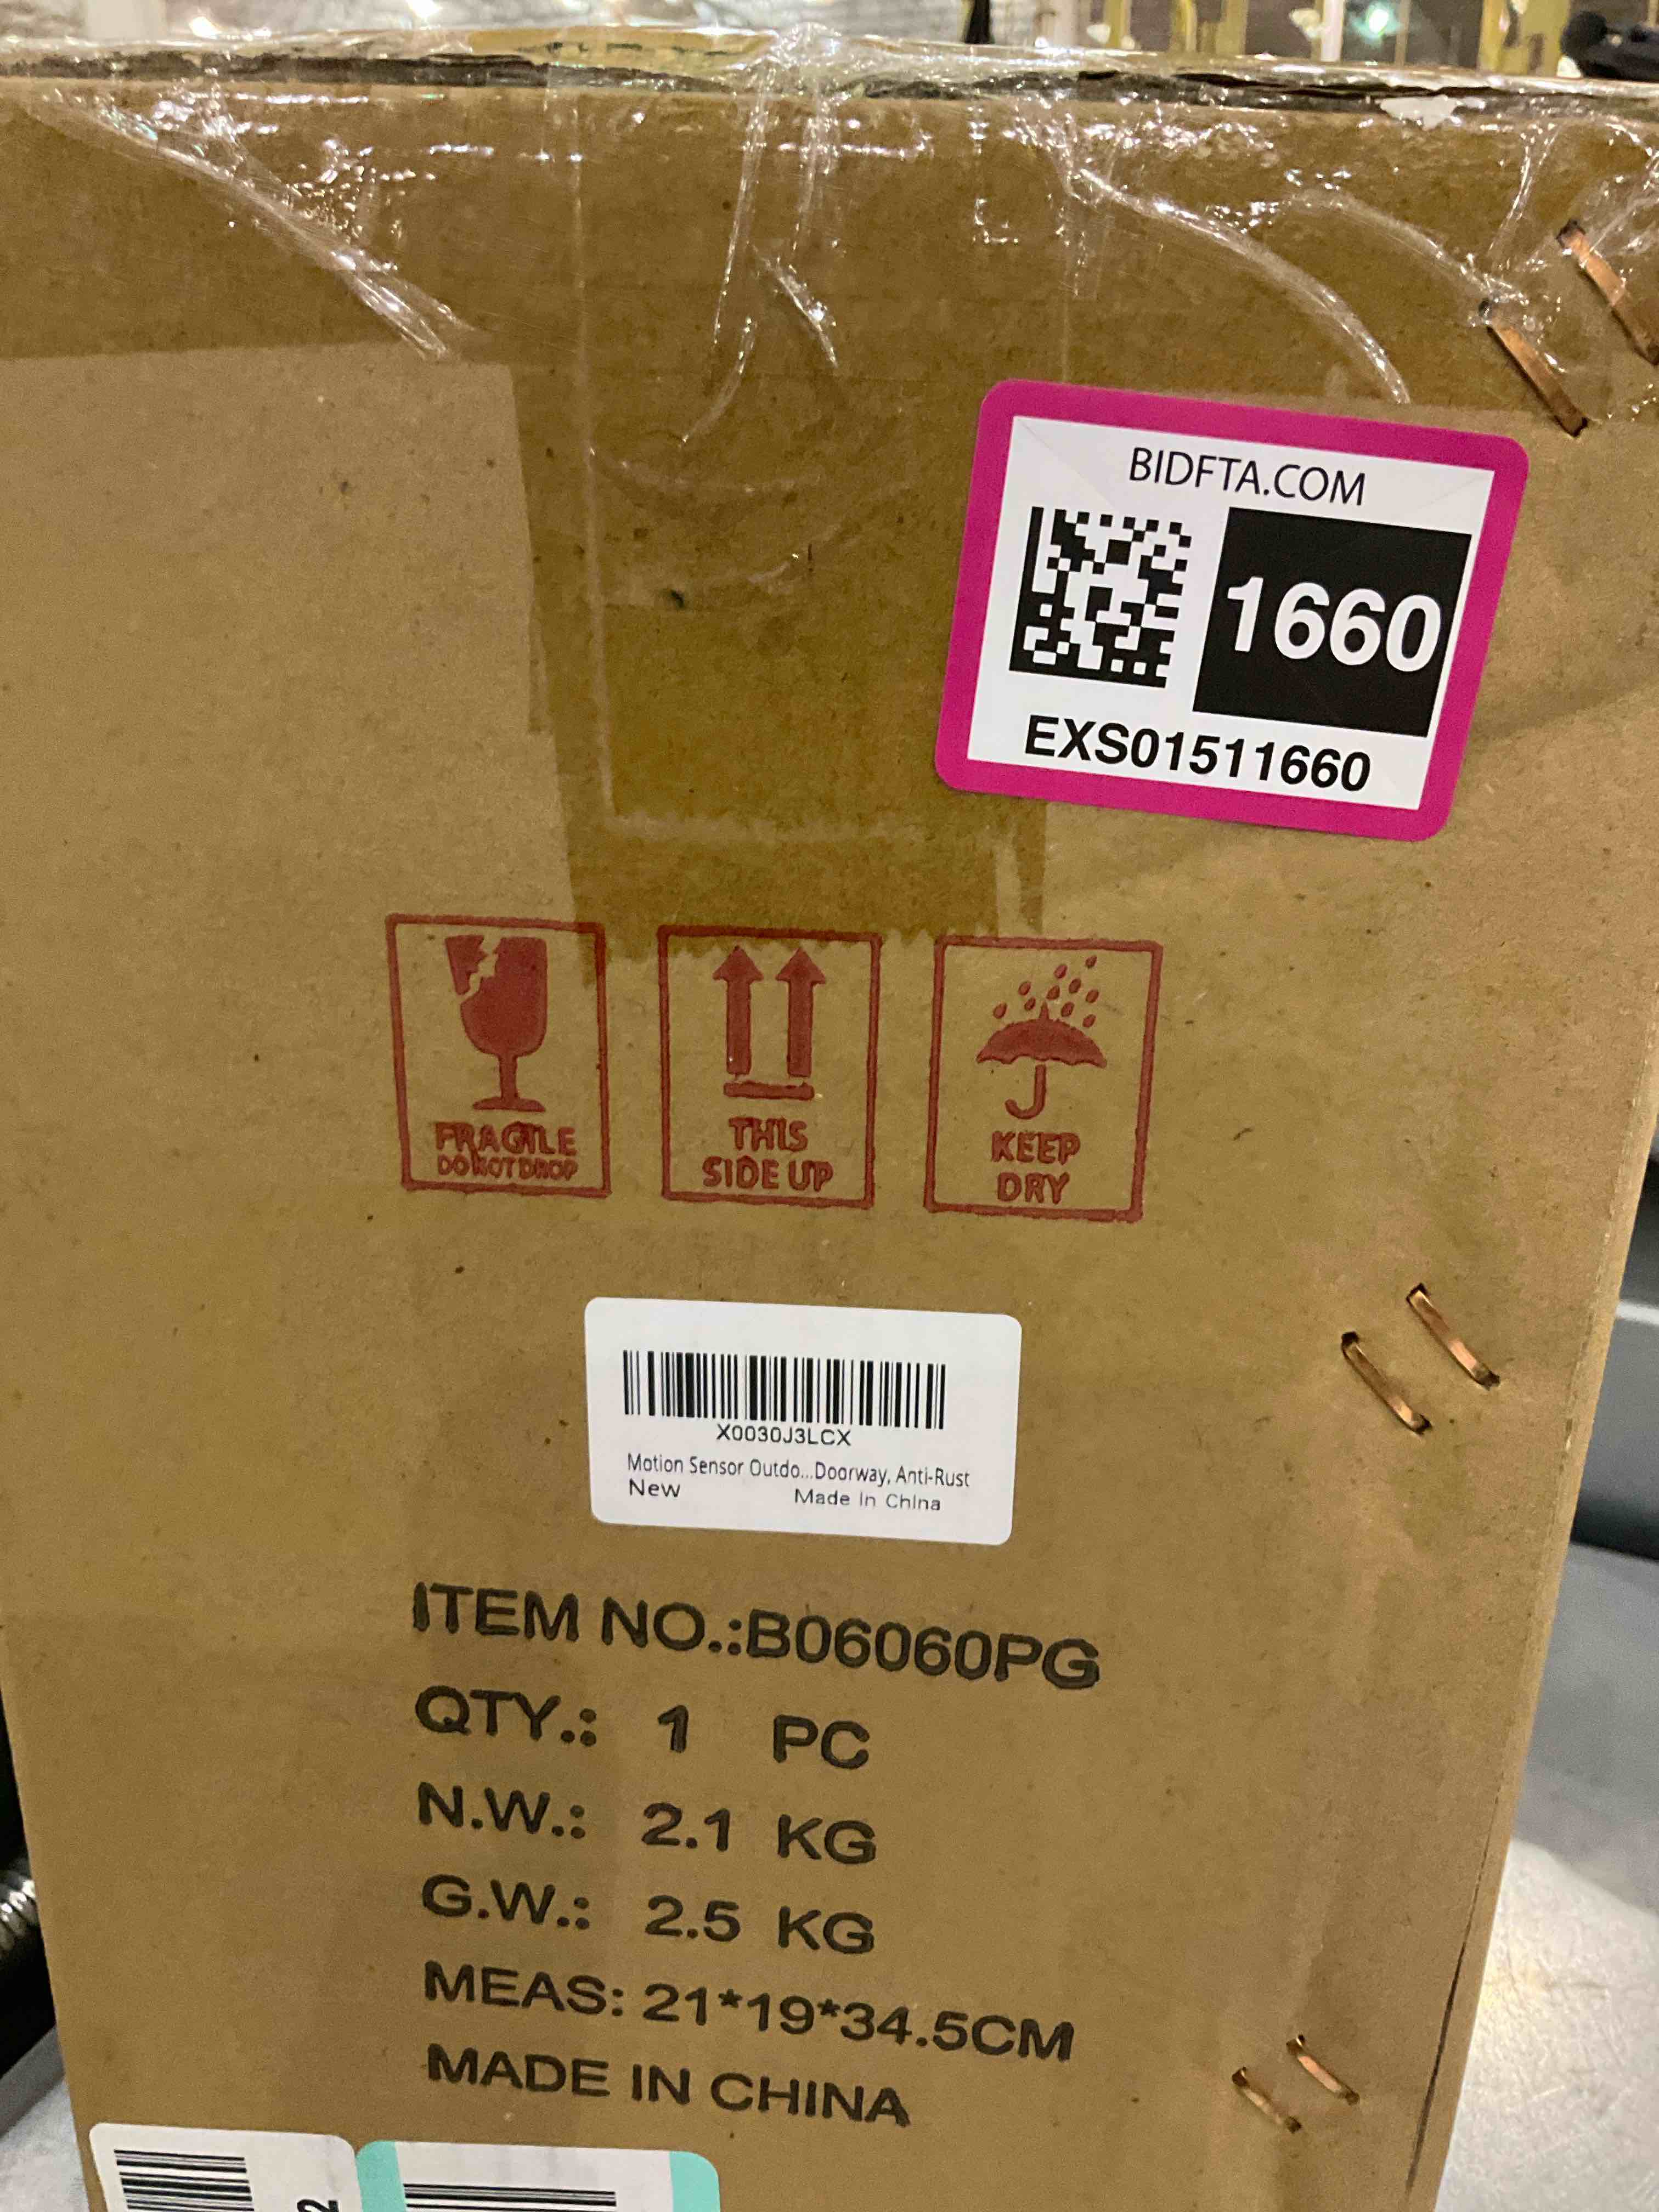 BIDFTA.COM
1660
EXS01511660
FRAGILE
DO NOT DROP
THIS
SIDE UP
KEEP
DRY
X0030J3LCX
Motion Sensor Outdo...Doorway, Anti-Rust
New Made in China
ITEM NO.:B06060PG
QTY.: 1 PC
N.W.: 2.1 KG
G.W.: 2.5 KG
MEAS: 21*19*34.5CM
MADE IN CHINA
2